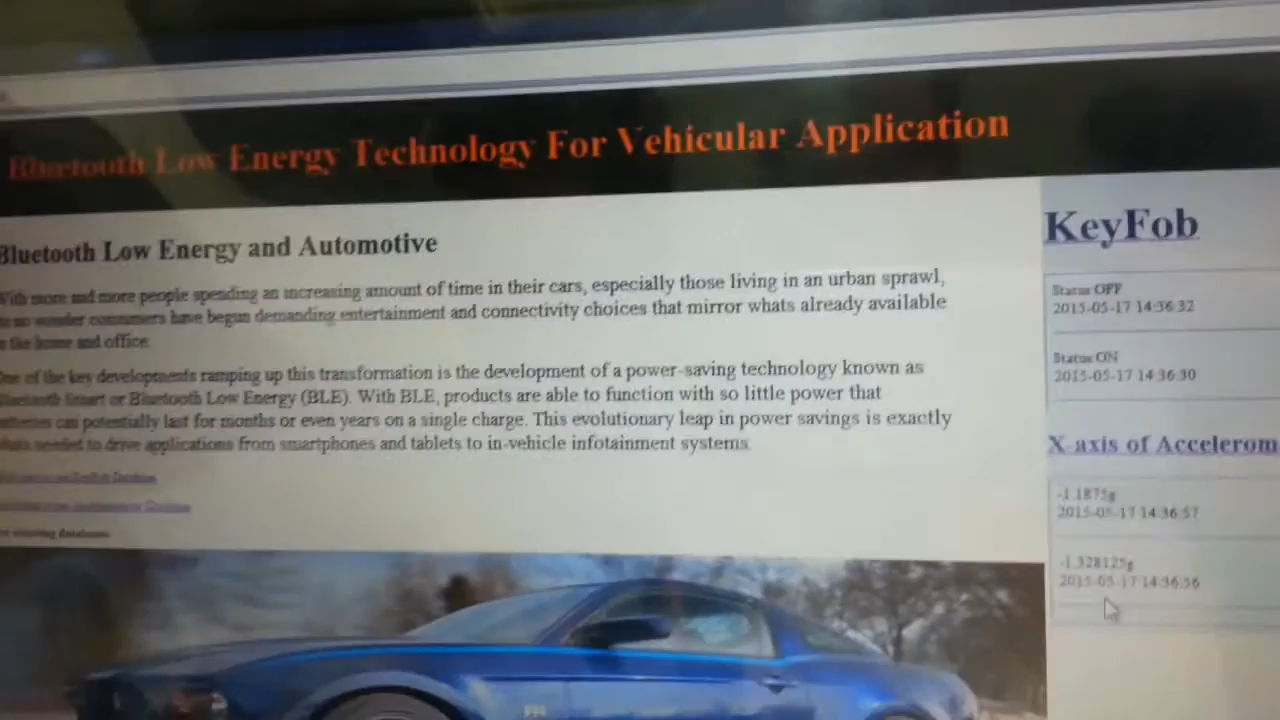 Bluetooth Low Energy Technology For Vehicular Application
Bluetooth Low Energy and Automotive
With more and more people spending an increasing amount of time in their cars, especially those living in an urban sprawl,
no wonder consumers have begun demanding entertainment and connectivity choices that mirror whats already available
the home and office.
One of the key developments ramping up this transformation is the development of a power-saving technology known as
Bluetooth Smart or Bluetooth Low Energy (BLE). With BLE, products are able to function with so little power that
batteries can potentially last for months or even years on a single charge. This evolutionary leap in power savings is exactly
needed to drive applications from smartphones and tablets to in-vehicle infotainment systems.
existing database.
KeyFob
Status OFF
2015-05-17 14:36:32
Status ON
2015-05-17 14:36:30
X-axis of Accelerom
-1.1875g
2015-05-17 14:36:57
-1.328125g
2015-05-17 14:36:56